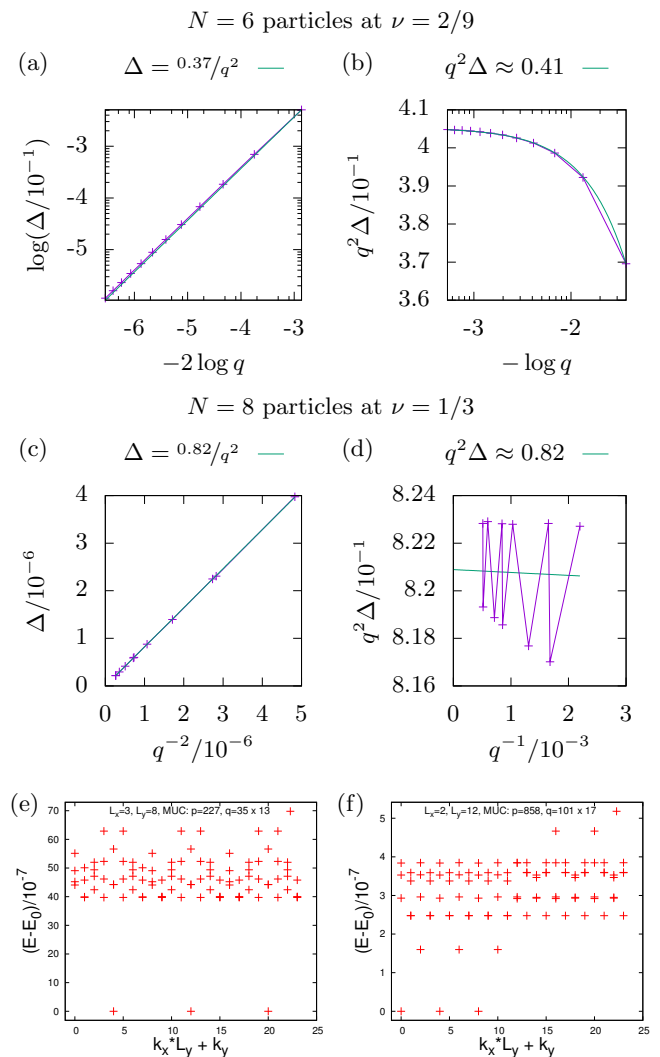 N = 6 particles at ν = 2/9
(a)
Δ = 0.37/q²
(b)
q²Δ ≈ 0.41
log(Δ/10⁻¹)
-3
-4
-5
-6 -5 -4 -3
−2 log q
q²Δ/10⁻¹
4.1
4
3.9
3.8
3.7
3.6
-3 -2
− log q
N = 8 particles at ν = 1/3
(c)
Δ = 0.82/q²
(d)
q²Δ ≈ 0.82
Δ/10⁻⁶
4
3
2
1
0
0 1 2 3 4 5
q⁻²/10⁻⁶
q²Δ/10⁻¹
8.24
8.22
8.2
8.18
8.16
0 1 2 3
q⁻¹/10⁻³
(e)
L_x=3, L_y=8, MUC: p=227, q=35 x 13
(E-E₀)/10⁻⁷
70
60
50
40
30
20
10
0
0 5 10 15 20 25
k_x*L_y + k_y
(f)
L_x=2, L_y=12, MUC: p=858, q=101 x 17
(E-E₀)/10⁻⁷
5
4
3
2
1
0
0 5 10 15 20 25
k_x*L_y + k_y